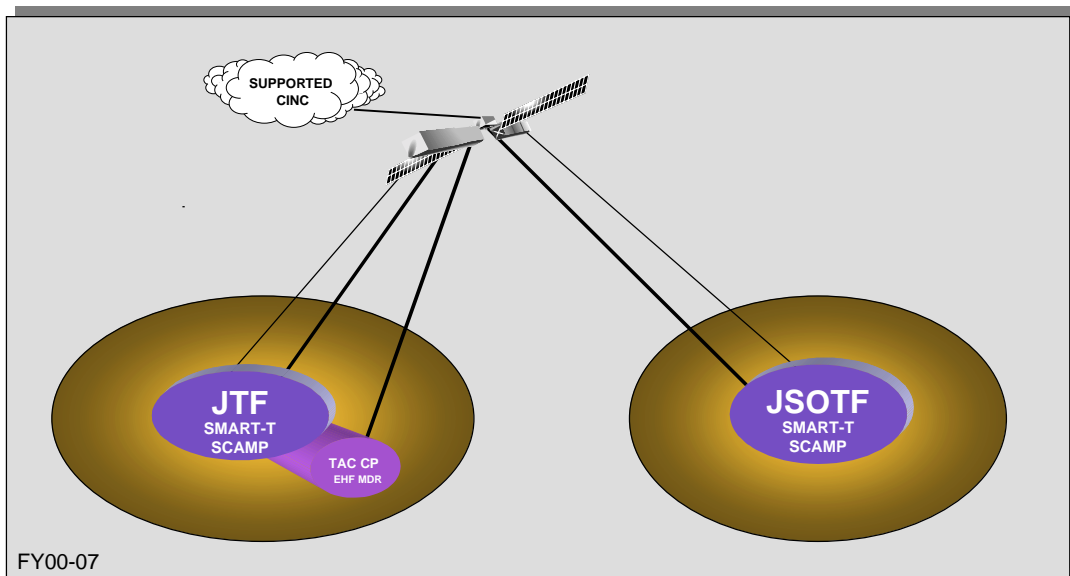 SUPPORTED
CINC
JTF
SMART-T
SCAMP
TAC CP
EHF MDR
JSOTF
SMART-T
SCAMP
FY00-07